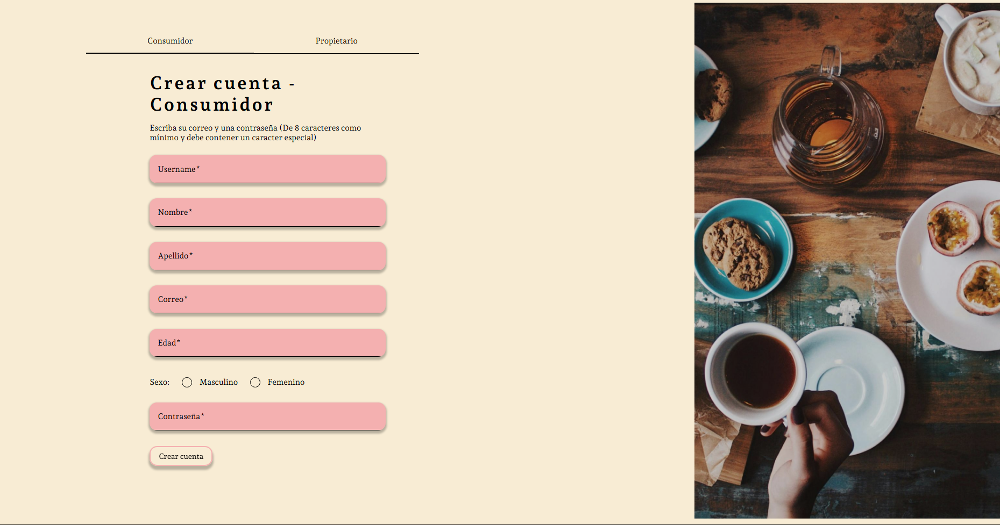 Consumidor
Propietario
Crear cuenta -
Consumidor
Escriba su correo y una contraseña (De 8 caracteres como
mínimo y debe contener un caracter especial)
Username*
Nombre*
Apellido*
Correo*
Edad*
Sexo: Masculino Femenino
Contraseña*
Crear cuenta